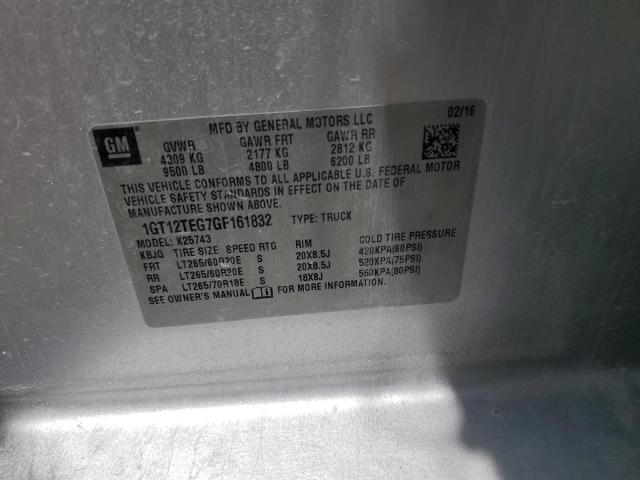 GM
MFD BY GENERAL MOTORS LLC 02/16
GVWR GAWR FRT GAWR RR
4309 KG 2177 KG 2812 KG
9500 LB 4800 LB 6200 LB
THIS VEHICLE CONFORMS TO ALL APPLICABLE U.S. FEDERAL MOTOR
VEHICLE SAFETY STANDARDS IN EFFECT ON THE DATE OF
MANUFACTURE SHOWN ABOVE.
1GT12TEG7GF161832 TYPE: TRUCK
MODEL: K25743
KBJQ TIRE SIZE SPEED RTG RIM COLD TIRE PRESSURE
FRT LT265/60R20E S 20X8.5J 420KPA(60PSI)
RR LT265/60R20E S 20X8.5J 520KPA(75PSI)
SPA LT265/70R18E S 18X8J 550KPA(80PSI)
SEE OWNER'S MANUAL FOR MORE INFORMATION.